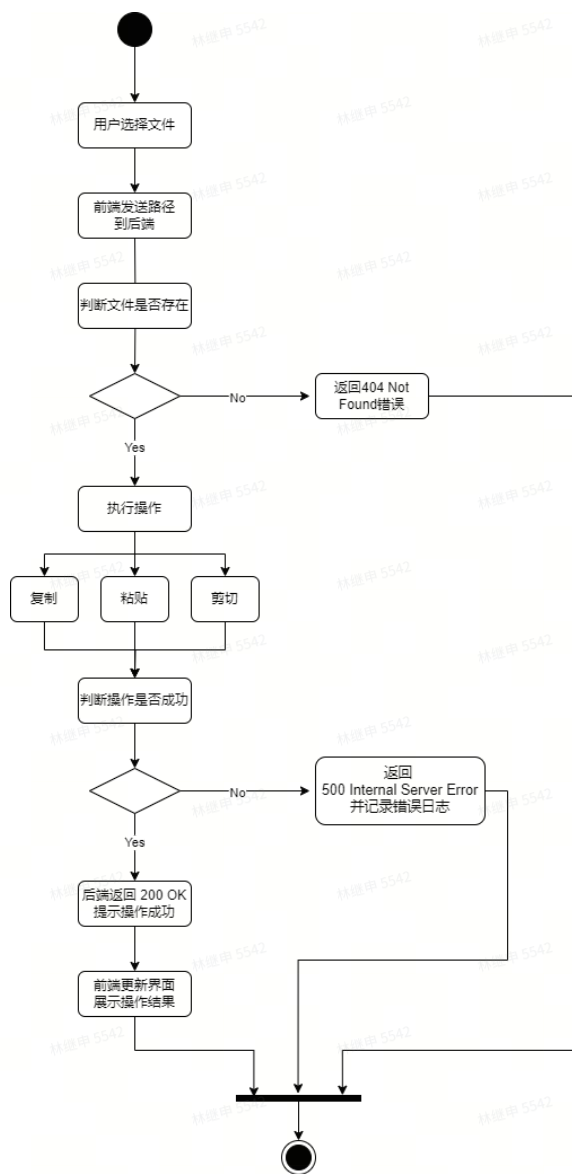 用户选择文件
前端发送路径
到后端
判断文件是否存在
No
返回404 Not
Found错误
Yes
执行操作
复制
粘贴
剪切
判断操作是否成功
No
返回
500 Internal Server Error
并记录错误日志
Yes
后端返回 200 OK
提示操作成功
前端更新界面
展示操作结果
林继申 5542